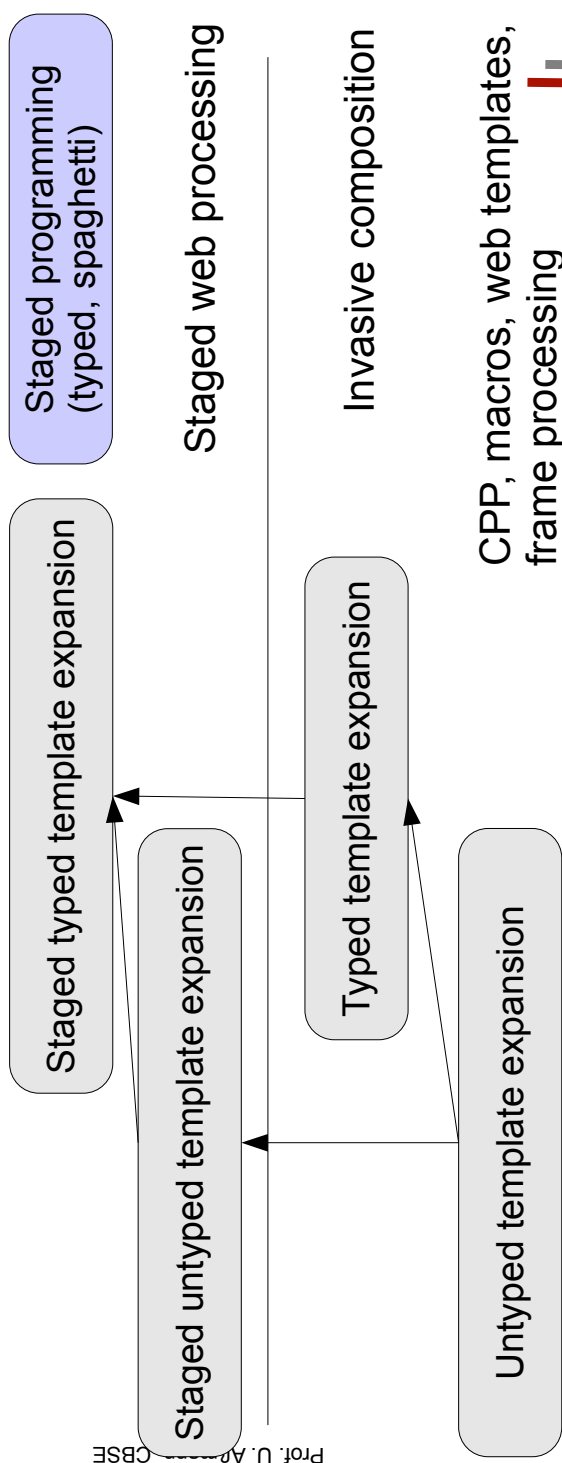 Staged typed template expansion
Staged programming
(typed, spaghetti)
Staged untyped template expansion
Staged web processing
Typed template expansion
Invasive composition
Untyped template expansion
CPP, macros, web templates,
frame processing
Prof. U. Aßmann, CBSE